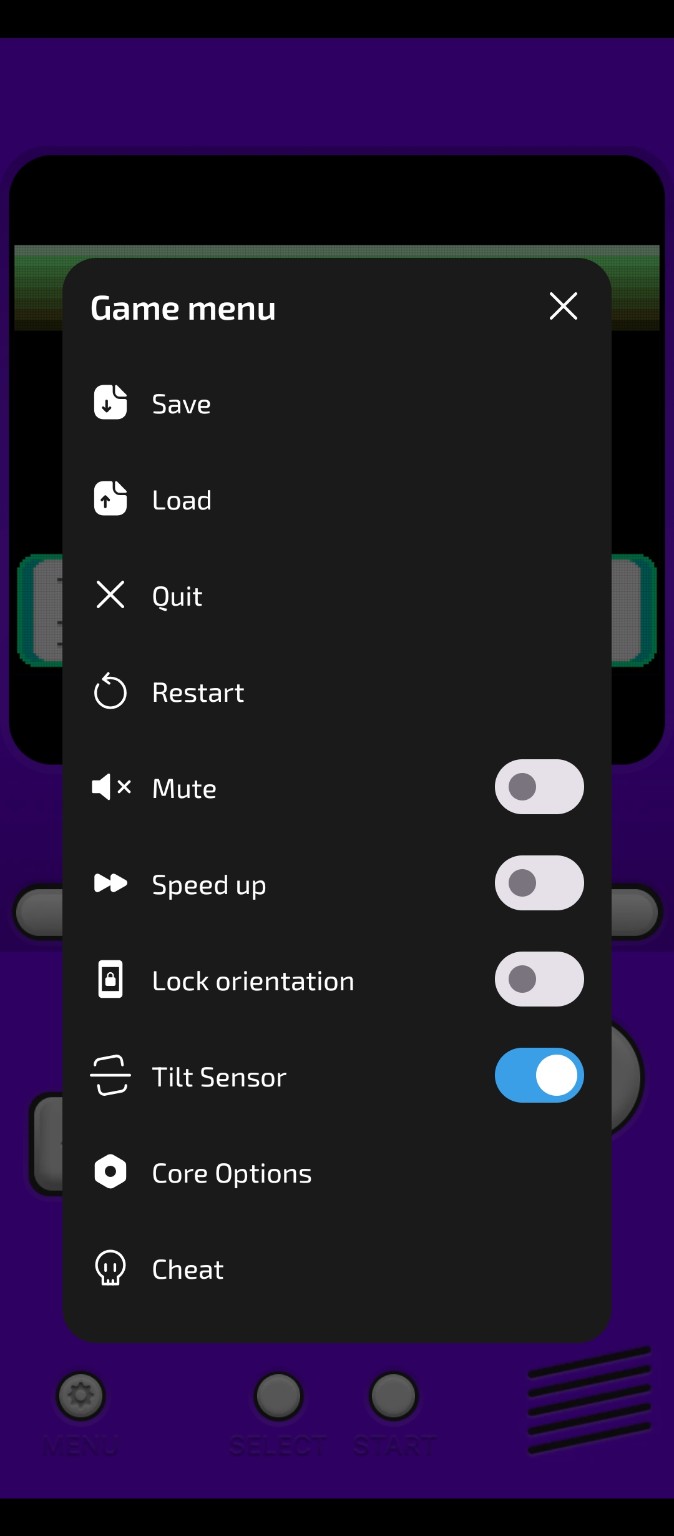 Game menu
Save
Load
Quit
Restart
Mute
Speed up
Lock orientation
Tilt Sensor
Core Options
Cheat
MENU SELECT START